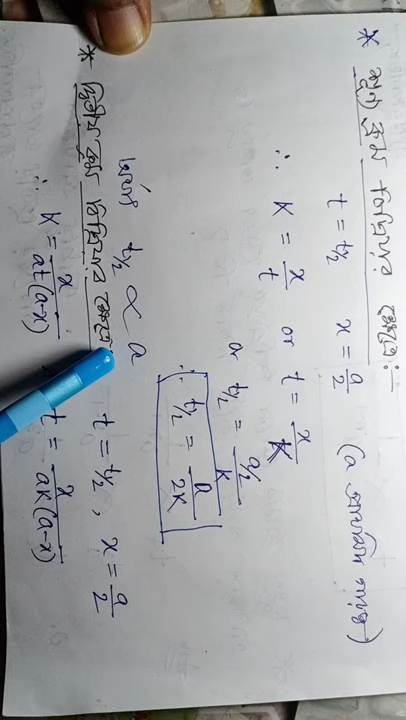 * শূন্য ক্রম বিক্রিয়ার ক্ষেত্রে :-
t = t½ x = a/2 (a প্রাথমিক গাঢ়ত্ব)
∴ K = x/t or t = x/K
or t½ = a/2/K
∴ t½ = a/2K
অর্থাৎ t½ ∝ a
* দ্বিতীয় ক্রম বিক্রিয়ার ক্ষেত্রে :- t = t½, x = a/2
∴ K = x/at(a-x) t = x/aK(a-x)